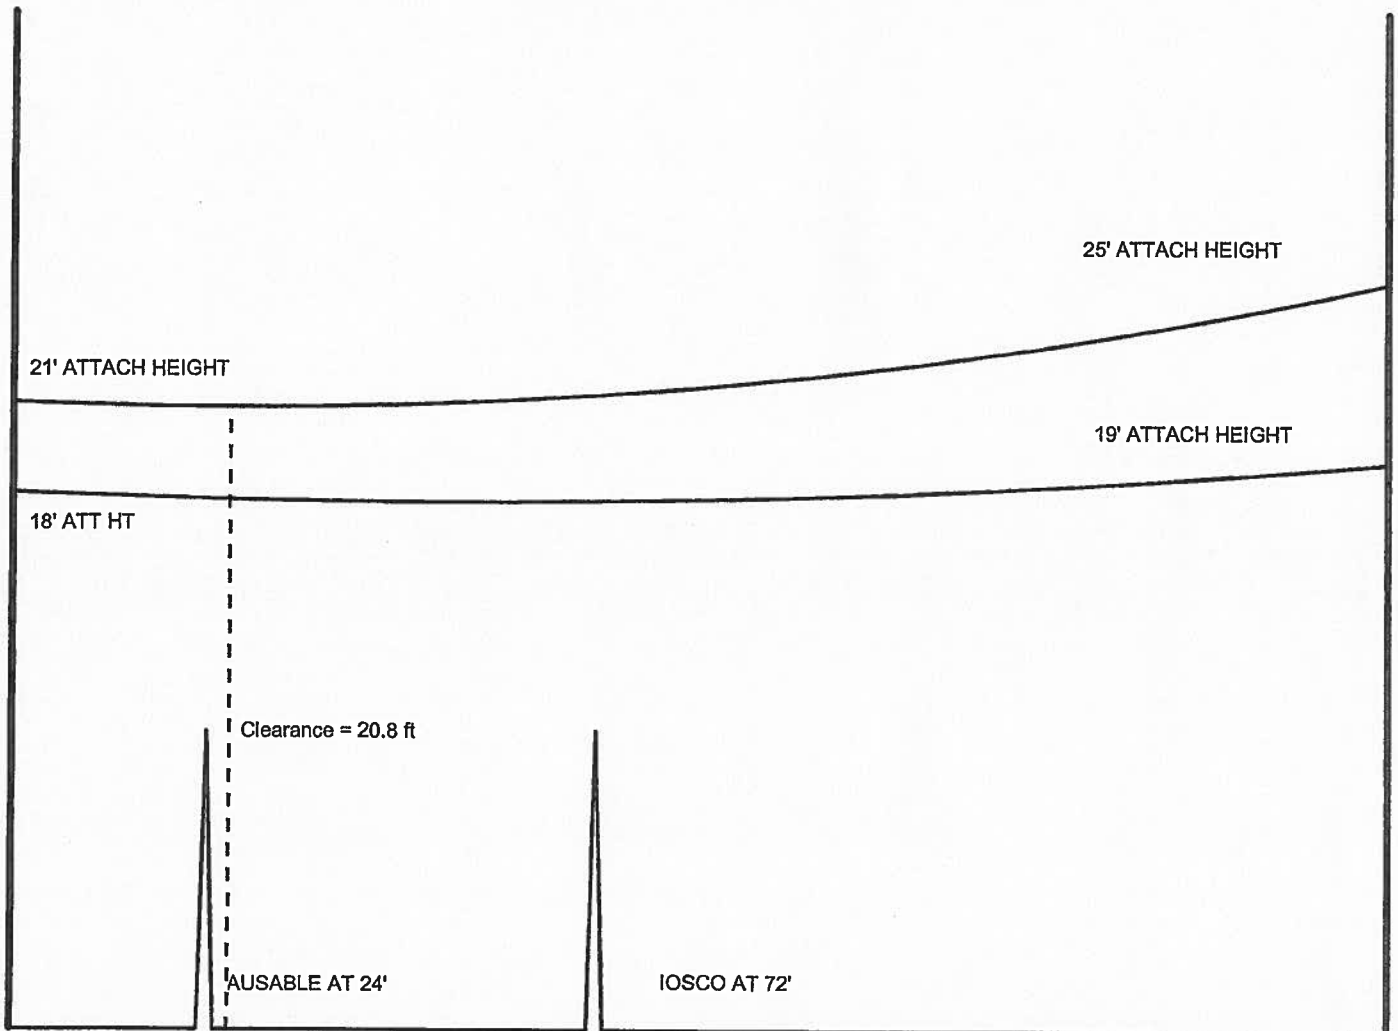 25' ATTACH HEIGHT
21' ATTACH HEIGHT
19' ATTACH HEIGHT
18' ATT HT
Clearance = 20.8 ft
AUSABLE AT 24'
IOSCO AT 72'